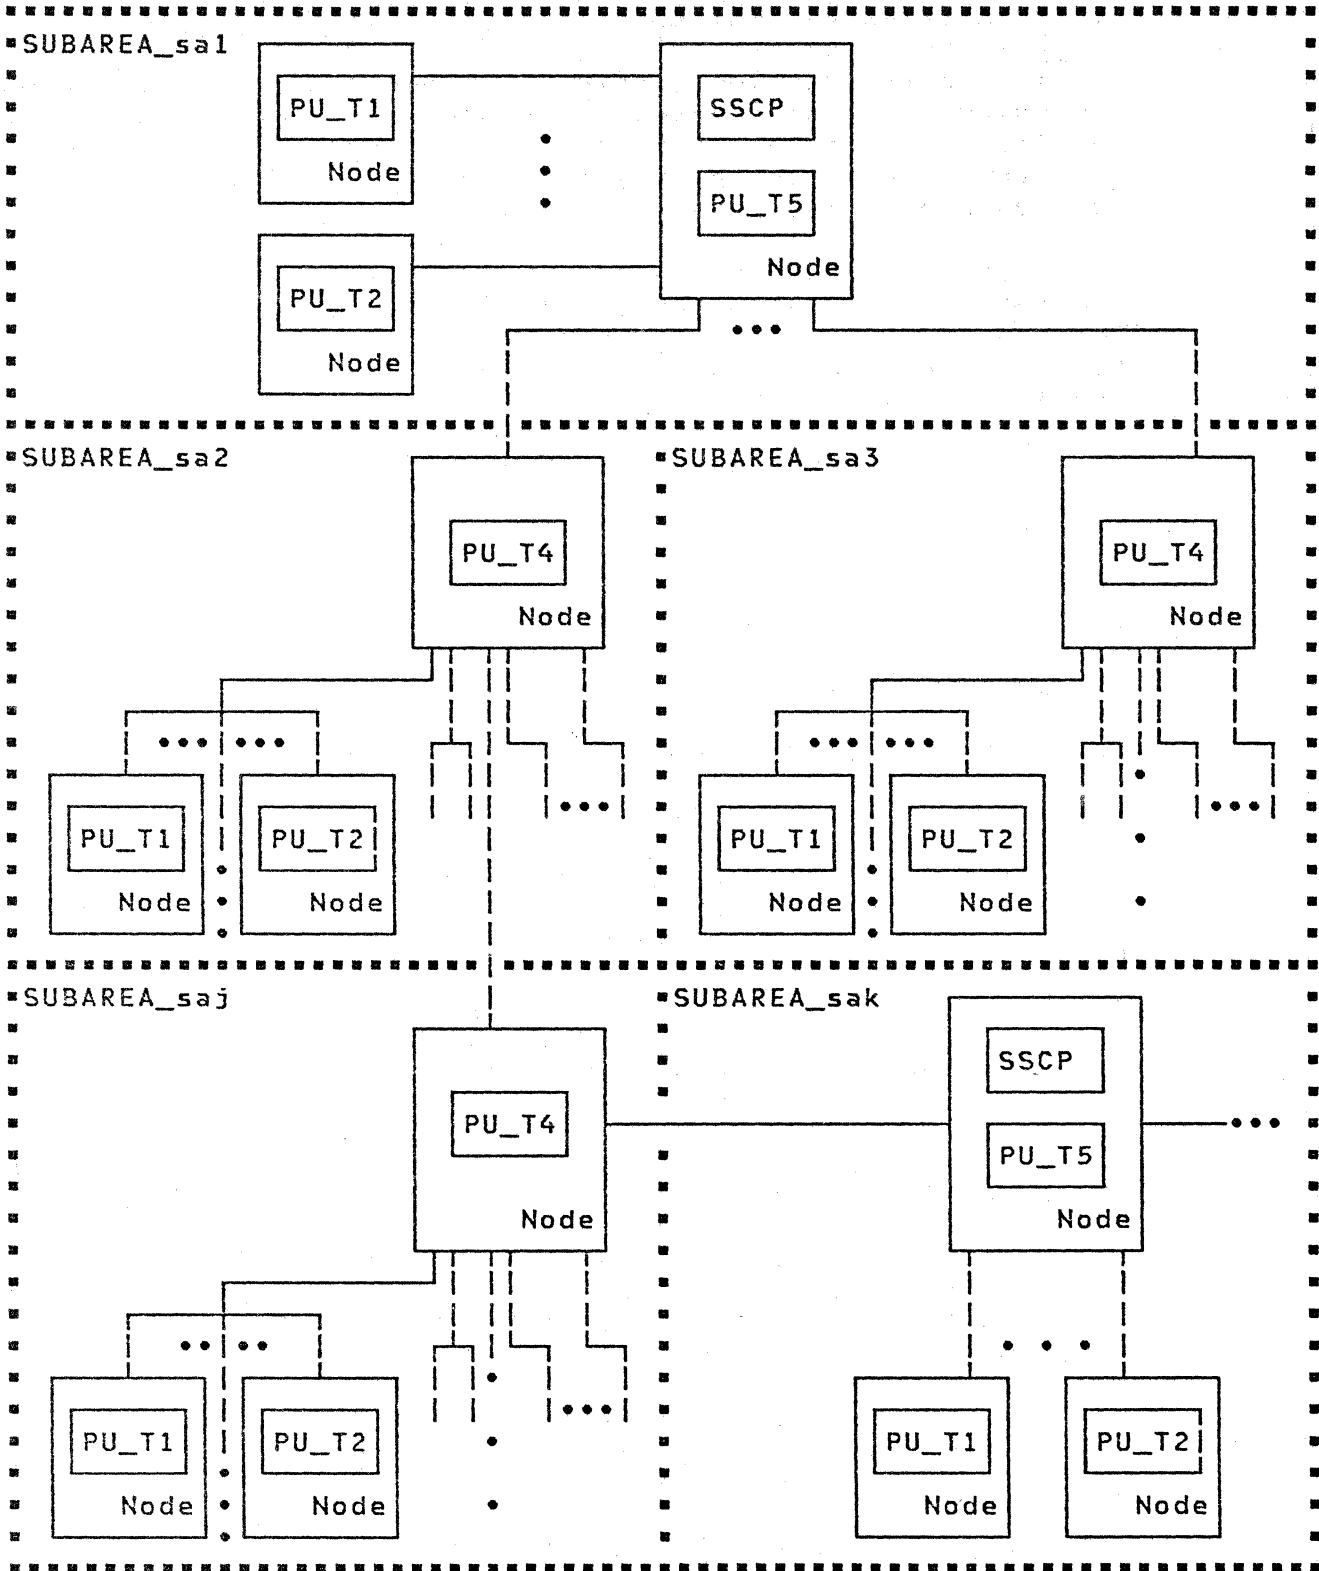 SUBAREA_sa1
PU_T1
Node
SSCP
PU_T5
Node
PU_T2
Node
SUBAREA_sa2
PU_T4
Node
PU_T1
Node
PU_T2
Node
SUBAREA_sa3
PU_T4
Node
PU_T1
Node
PU_T2
Node
SUBAREA_saj
PU_T4
Node
PU_T1
Node
PU_T2
Node
SUBAREA_sak
SSCP
PU_T5
Node
PU_T1
Node
PU_T2
Node